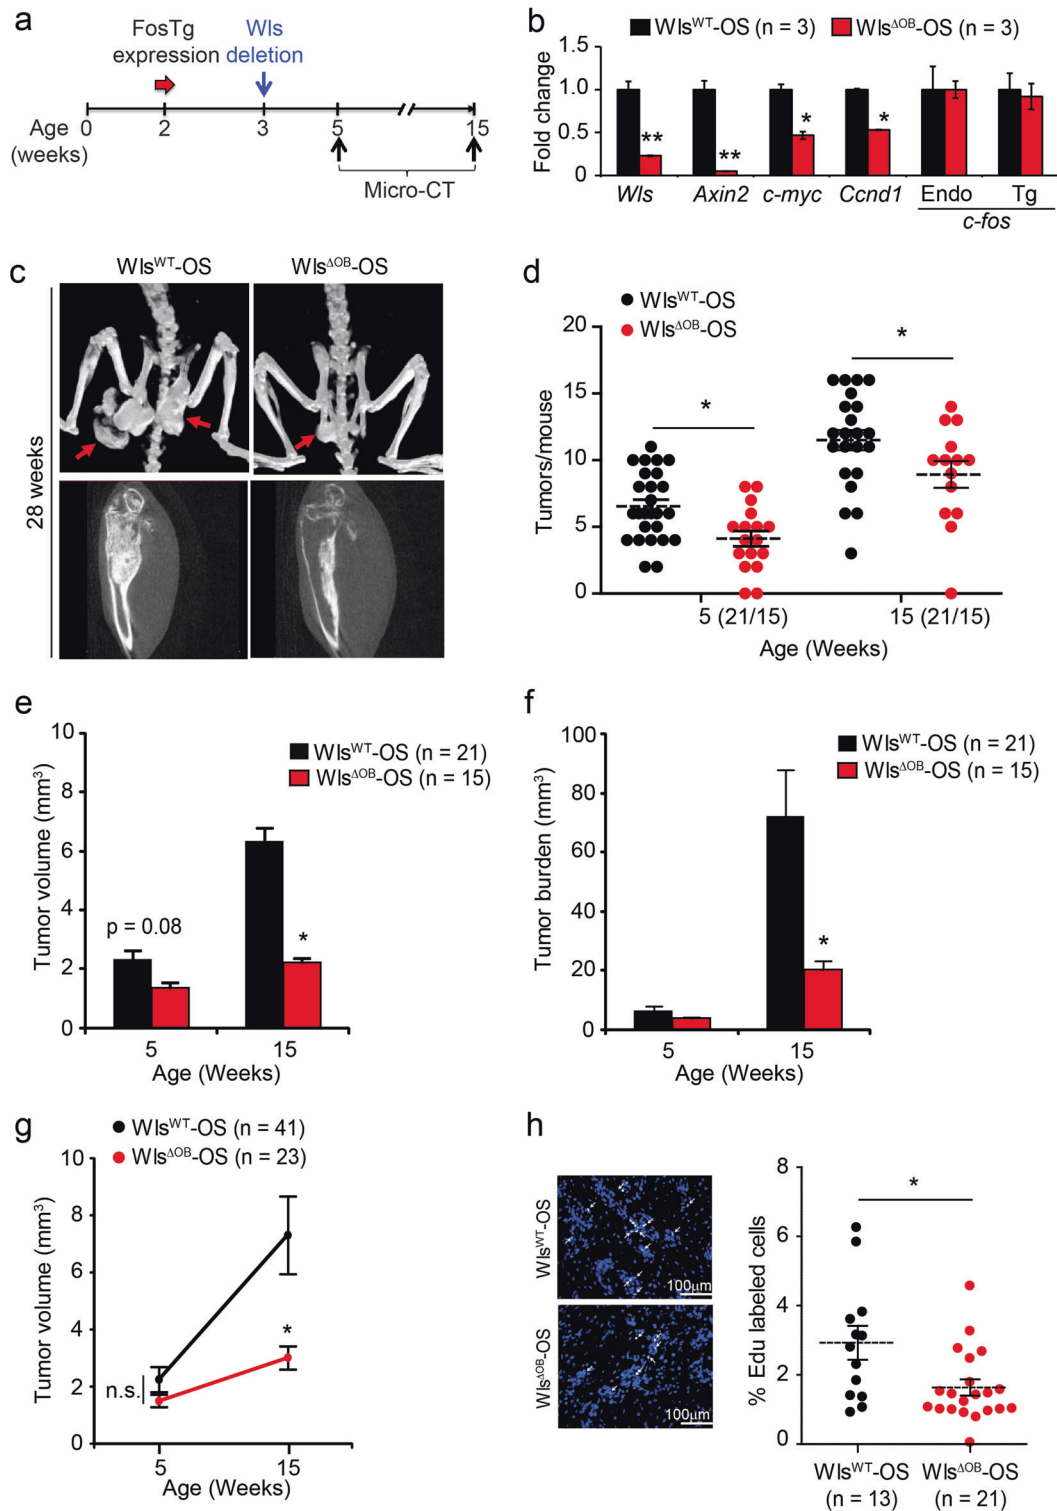 a
FosTg expression
Wls deletion
Age (weeks)
0 2 3 5 15
Micro-CT
b
Wls^WT-OS (n = 3) Wls^ΔOB-OS (n = 3)
Fold change
1.5
1.0
0.5
0
** ** * *
Wls Axin2 c-myc Ccnd1 Endo Tg
c-fos
c
Wls^WT-OS Wls^ΔOB-OS
28 weeks
d
Wls^WT-OS
Wls^ΔOB-OS
Tumors/mouse
20
15
10
5
0
* *
5 (21/15) 15 (21/15)
Age (Weeks)
e
Wls^WT-OS (n = 21)
Wls^ΔOB-OS (n = 15)
Tumor volume (mm³)
10
8
6
4
2
0
p = 0.08
*
5 15
Age (Weeks)
f
Wls^WT-OS (n = 21)
Wls^ΔOB-OS (n = 15)
Tumor burden (mm³)
100
80
60
40
20
0
*
5 15
Age (Weeks)
g
Wls^WT-OS (n = 41)
Wls^ΔOB-OS (n = 23)
Tumor volume (mm³)
10
8
6
4
2
0
n.s.
*
5 15
Age (Weeks)
h
Wls^WT-OS
100μm
Wls^ΔOB-OS
100μm
% Edu labeled cells
8
6
4
2
0
*
Wls^WT-OS Wls^ΔOB-OS
(n = 13) (n = 21)